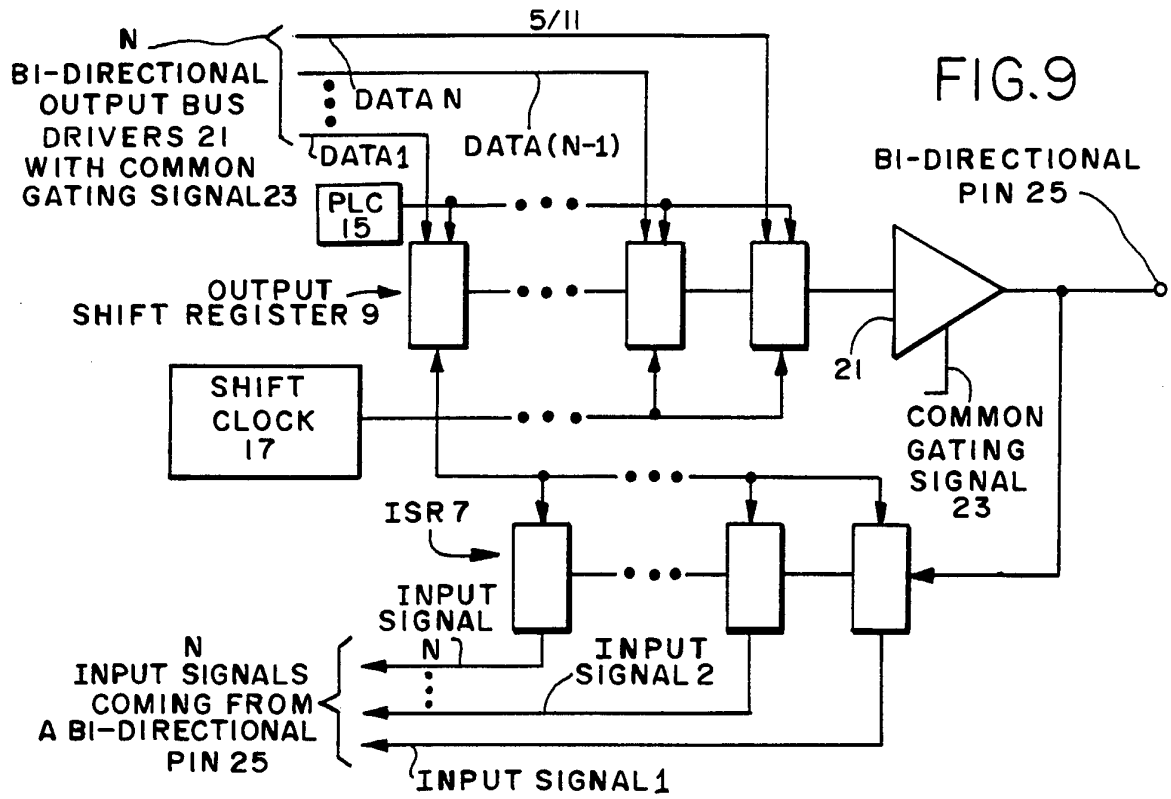 FIG.9
5/11
N
BI-DIRECTIONAL
OUTPUT BUS
DRIVERS 21
WITH COMMON
GATING SIGNAL 23
DATA N
DATA(N-1)
DATA 1
BI-DIRECTIONAL
PIN 25
PLC
15
OUTPUT
SHIFT REGISTER 9
21
SHIFT
CLOCK
17
COMMON
GATING
SIGNAL
23
ISR 7
INPUT
SIGNAL
N
INPUT
SIGNAL 2
N
INPUT SIGNALS
COMING FROM
A BI-DIRECTIONAL
PIN 25
INPUT SIGNAL 1